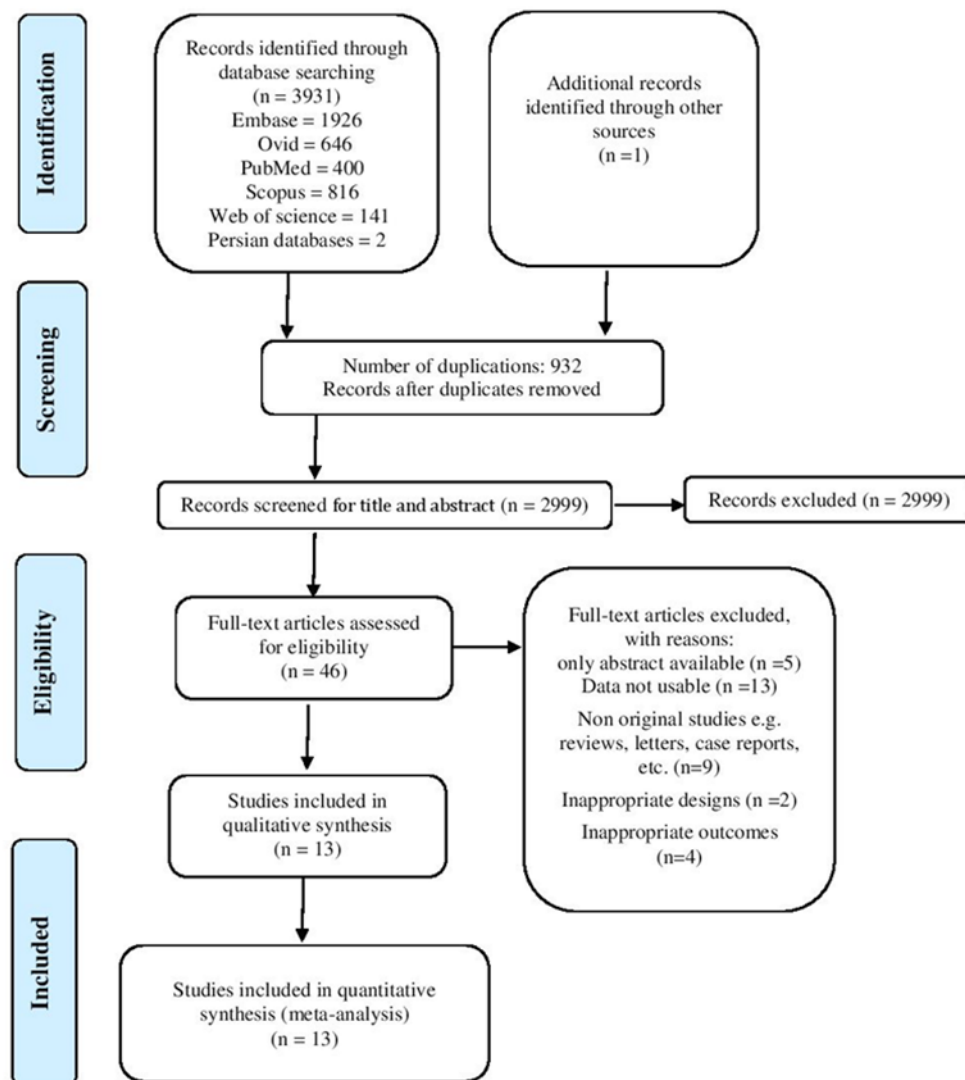 Identification
Records identified through
database searching
(n = 3931)
Embase = 1926
Ovid = 646
PubMed = 400
Scopus = 816
Web of science = 141
Persian databases = 2
Additional records
identified through other
sources
(n =1)
Screening
Number of duplications: 932
Records after duplicates removed
Records screened for title and abstract (n = 2999)
Records excluded (n = 2999)
Eligibility
Full-text articles assessed
for eligibility
(n = 46)
Full-text articles excluded,
with reasons:
only abstract available (n =5)
Data not usable (n =13)
Non original studies e.g.
reviews, letters, case reports,
etc. (n=9)
Inappropriate designs (n =2)
Inappropriate outcomes
(n=4)
Studies included in
qualitative synthesis
(n = 13)
Included
Studies included in quantitative
synthesis (meta-analysis)
(n = 13)